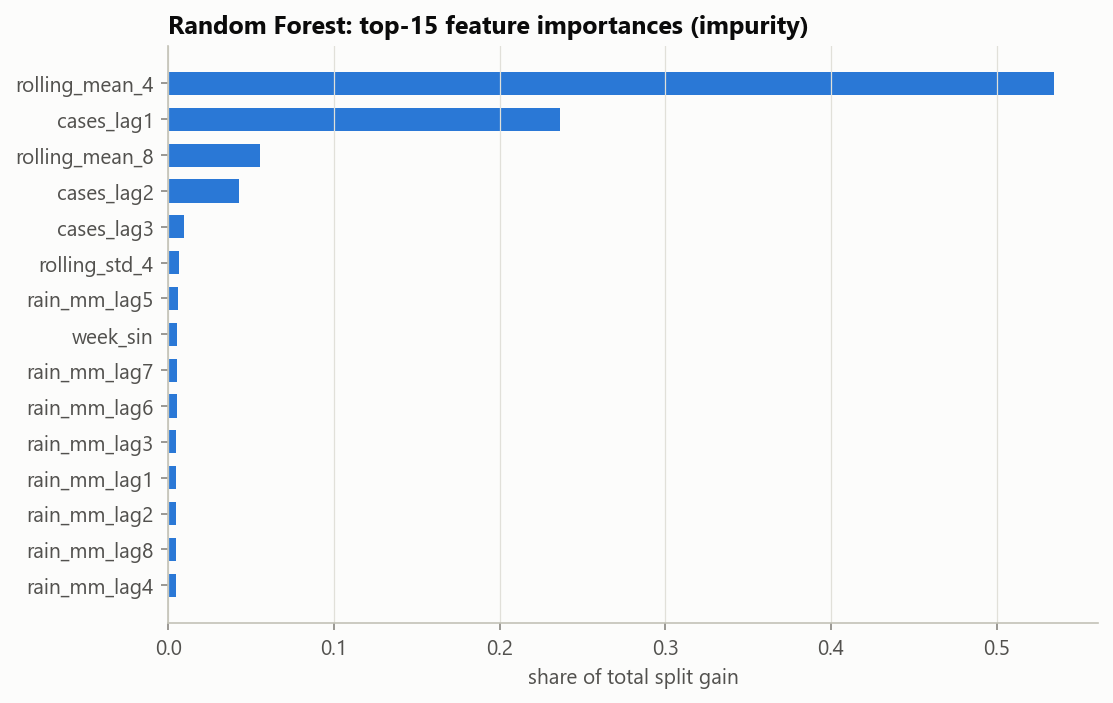 Random Forest: top-15 feature importances (impurity)
rolling_mean_4
cases_lag1
rolling_mean_8
cases_lag2
cases_lag3
rolling_std_4
rain_mm_lag5
week_sin
rain_mm_lag7
rain_mm_lag6
rain_mm_lag3
rain_mm_lag1
rain_mm_lag2
rain_mm_lag8
rain_mm_lag4
0.0 0.1 0.2 0.3 0.4 0.5
share of total split gain